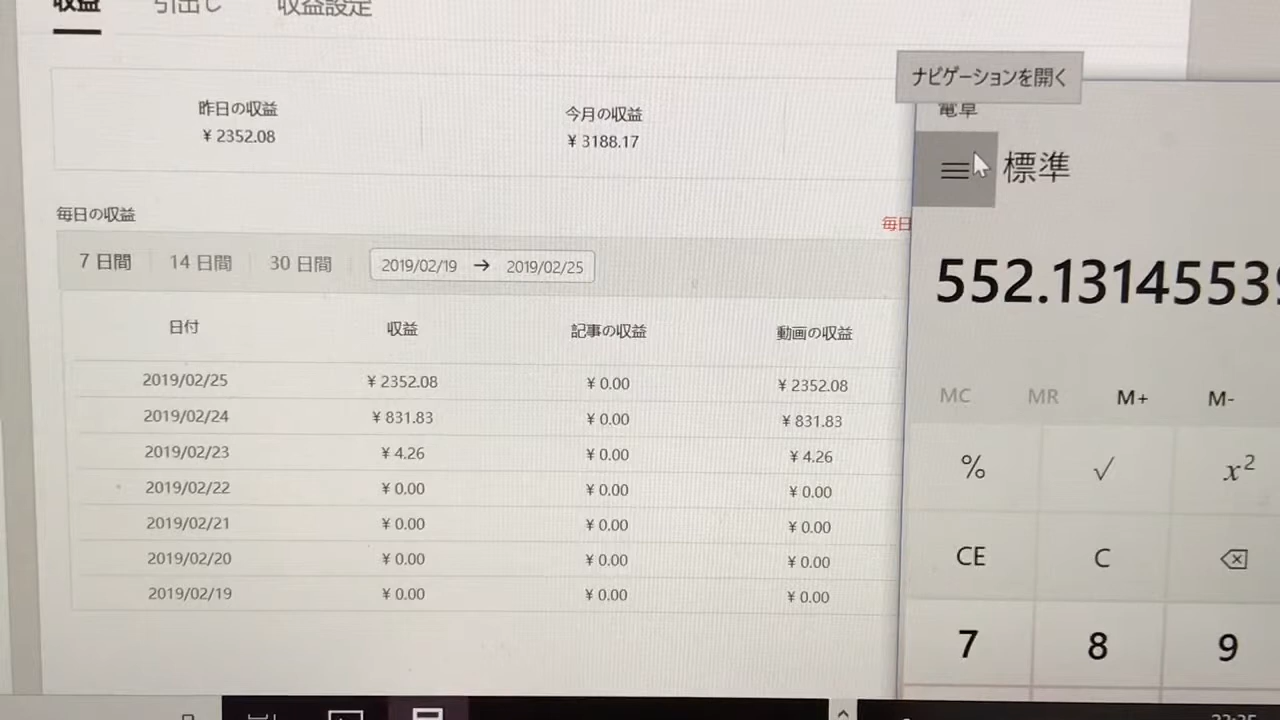 収益 引出し 収益設定
ナビゲーションを開く
電卓
昨日の収益 今月の収益
¥ 2352.08 ¥ 3188.17
標準
毎日の収益 毎日
7 日間 14 日間 30 日間 2019/02/19 → 2019/02/25
552.13145539
日付 収益 記事の収益 動画の収益
2019/02/25 ¥ 2352.08 ¥ 0.00 ¥ 2352.08
2019/02/24 ¥ 831.83 ¥ 0.00 ¥ 831.83
2019/02/23 ¥ 4.26 ¥ 0.00 ¥ 4.26
2019/02/22 ¥ 0.00 ¥ 0.00 ¥ 0.00
2019/02/21 ¥ 0.00 ¥ 0.00 ¥ 0.00
2019/02/20 ¥ 0.00 ¥ 0.00 ¥ 0.00
2019/02/19 ¥ 0.00 ¥ 0.00 ¥ 0.00
MC MR M+ M-
% √ x²
CE C
7 8 9